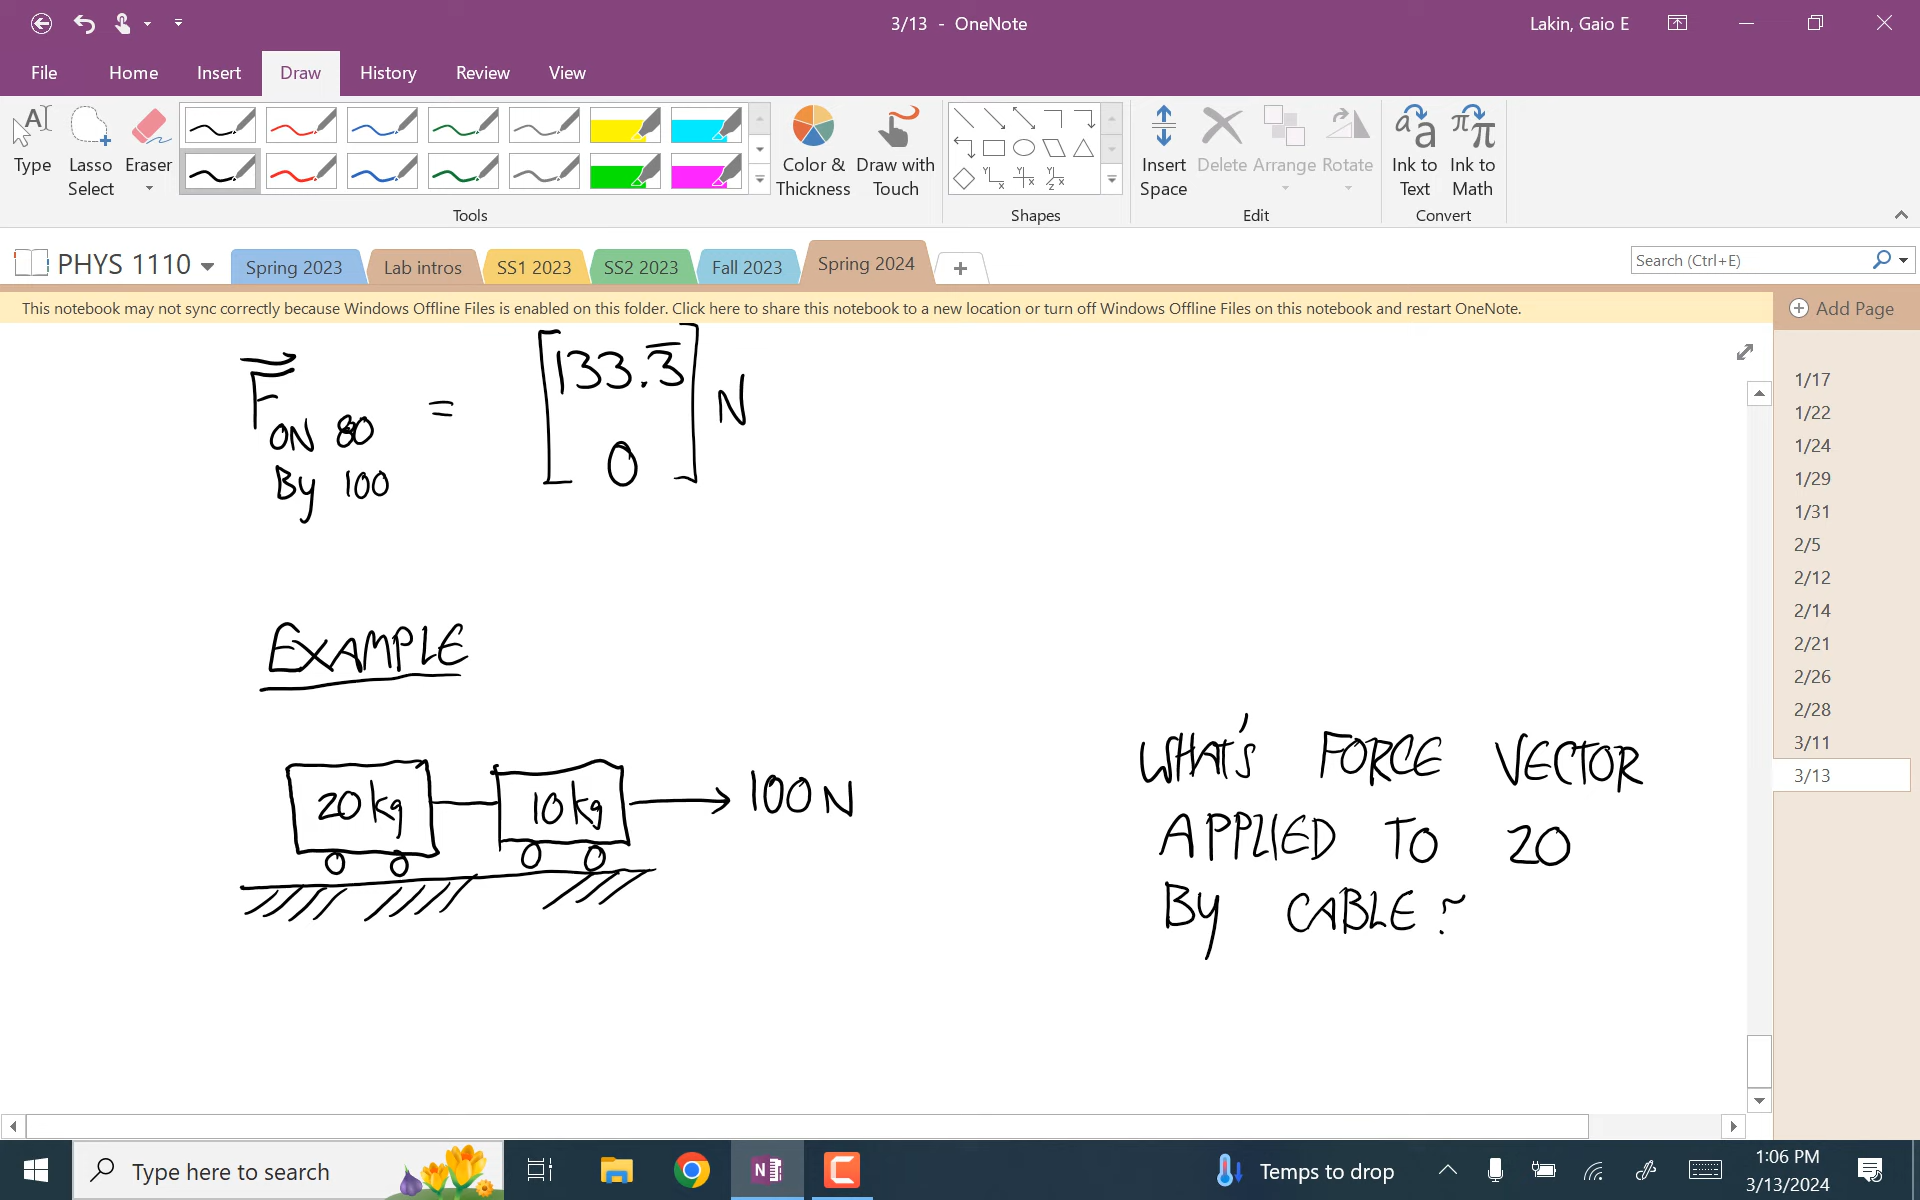 3/13 - OneNote
Lakin, Gaio E
File Home Insert Draw History Review View
Type
Lasso Select
Eraser
Color & Thickness
Draw with Touch
Insert Space
Delete
Arrange
Rotate
Ink to Text
Ink to Math
Tools
Shapes
Edit
Convert
PHYS 1110
Spring 2023
Lab intros
SS1 2023
SS2 2023
Fall 2023
Spring 2024
Search (Ctrl+E)
This notebook may not sync correctly because Windows Offline Files is enabled on this folder. Click here to share this notebook to a new location or turn off Windows Offline Files on this notebook and restart OneNote.
Add Page
1/17
1/22
1/24
1/29
1/31
2/5
2/12
2/14
2/21
2/26
2/28
3/11
3/13
F ON 80 By 100 = [133.3̅ 0] N
EXAMPLE
20 kg
10 kg
100 N
WHAT'S FORCE VECTOR
APPLIED TO 20
By CABLE?
Type here to search
Temps to drop
1:06 PM
3/13/2024